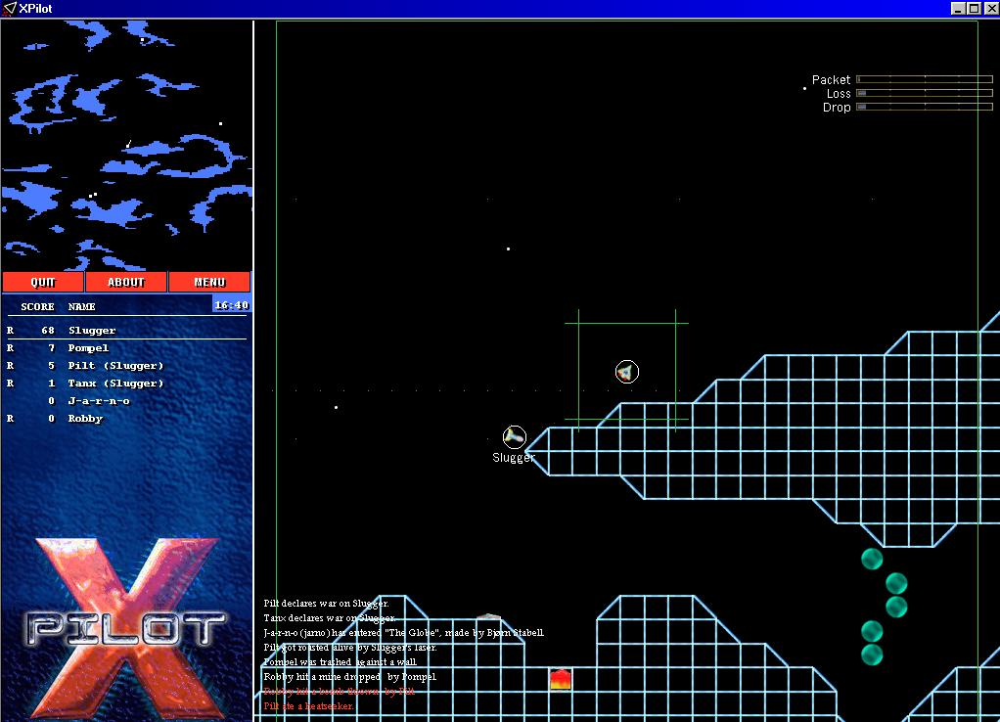 XPilot
Packet
Loss
Drop
QUIT ABOUT MENU
16:40
SCORE NAME
R 68 Slugger
R 7 Pompel
R 5 Pilt (Slugger)
R 1 Tanx (Slugger)
0 J-a-r-n-o
R 0 Robby
Slugger
X
PILOT
Pilt declares war on Slugger.
Tanx declares war on Slugger.
J-a-r-n-o (jarno) has entered "The Globe", made by Bjørn Stabell.
Pilt got roasted alive by Slugger's laser.
Pompel was trashed against a wall.
Robby hit a mine dropped by Pompel.
Robby hit a bomb thrown by Pilt.
Pilt ate a heatseeker.